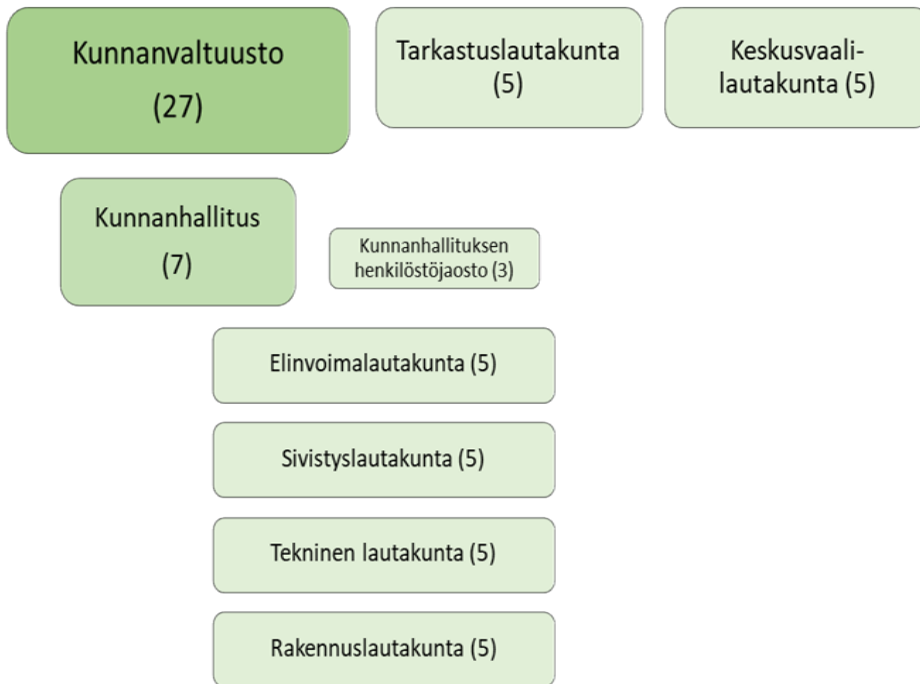 Kunnanvaltuusto
(27)
Tarkastuslautakunta
(5)
Keskusvaali-
lautakunta (5)
Kunnanhallitus
(7)
Kunnanhallituksen
henkilöstöjaosto (3)
Elinvoimalautakunta (5)
Sivistyslautakunta (5)
Tekninen lautakunta (5)
Rakennuslautakunta (5)